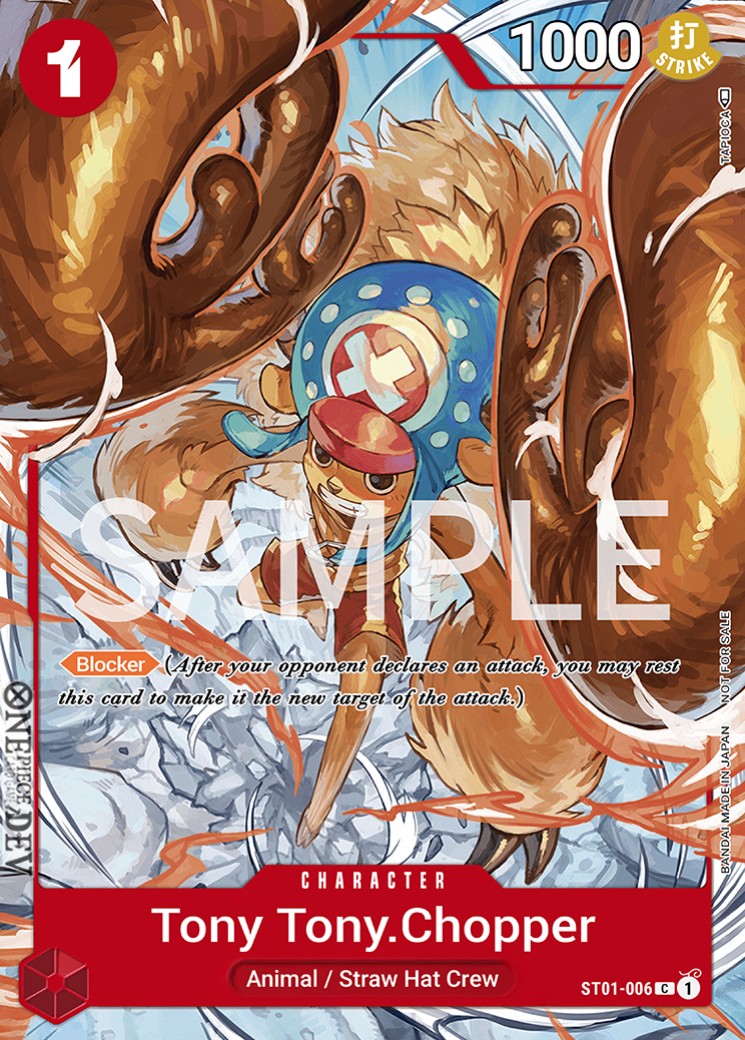 1
1000
打
STRIKE
TAPIOCA
SAMPLE
Blocker (After your opponent declares an attack, you may rest
this card to make it the new target of the attack.)
ONE PIECE DEV
BANDAI MADE IN JAPAN NOT FOR SALE
CHARACTER
Tony Tony.Chopper
Animal / Straw Hat Crew
ST01-006 C 1